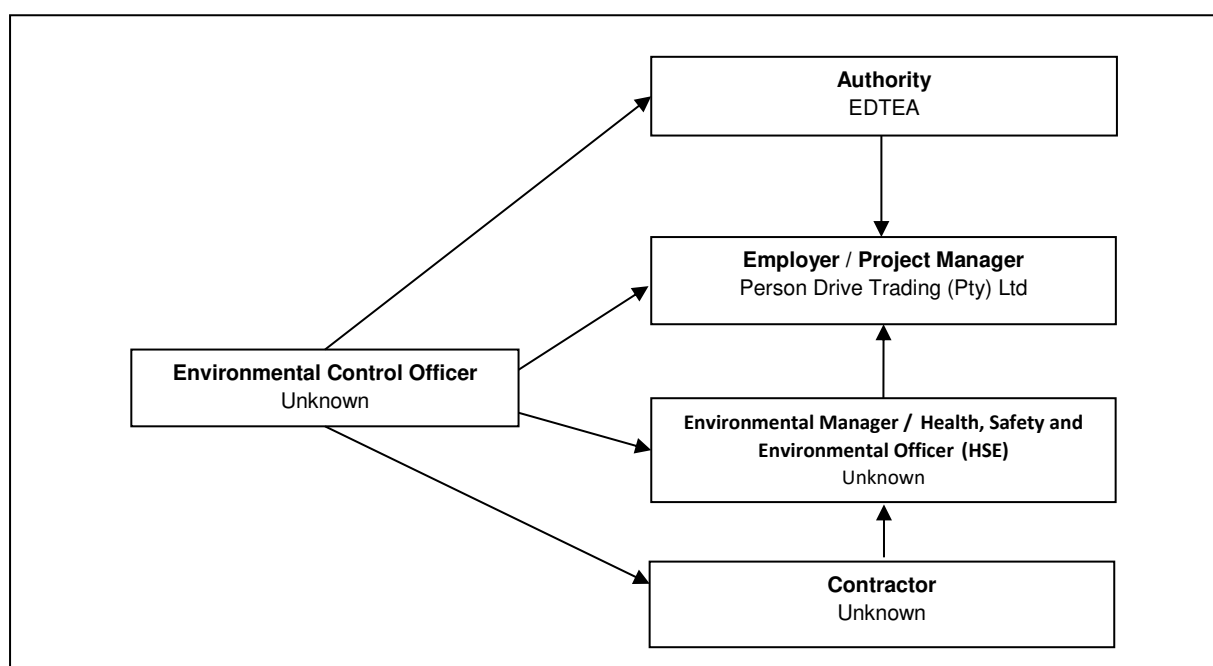 Authority
EDTEA
Employer / Project Manager
Person Drive Trading (Pty) Ltd
Environmental Control Officer
Unknown
Environmental Manager / Health, Safety and
Environmental Officer (HSE)
Unknown
Contractor
Unknown